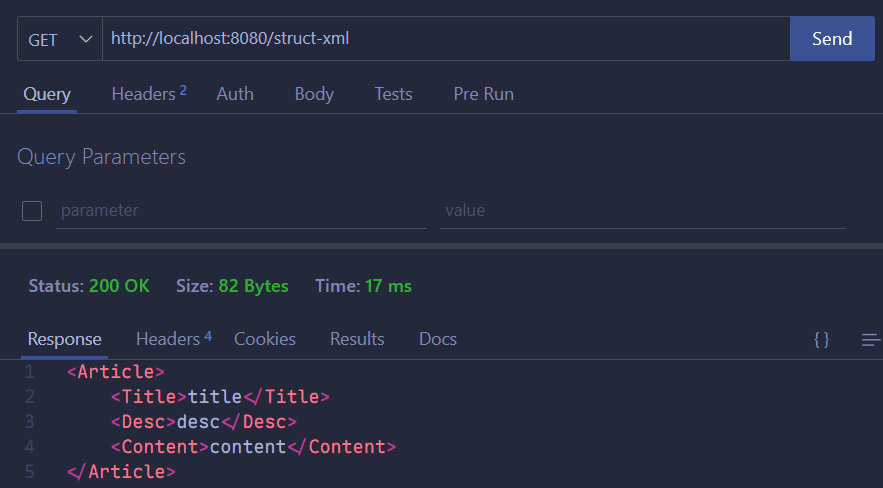 GET http://localhost:8080/struct-xml Send
Query Headers 2 Auth Body Tests Pre Run
Query Parameters
parameter value
Status: 200 OK Size: 82 Bytes Time: 17 ms
Response Headers 4 Cookies Results Docs { }
1 <Article>
2 <Title>title</Title>
3 <Desc>desc</Desc>
4 <Content>content</Content>
5 </Article>